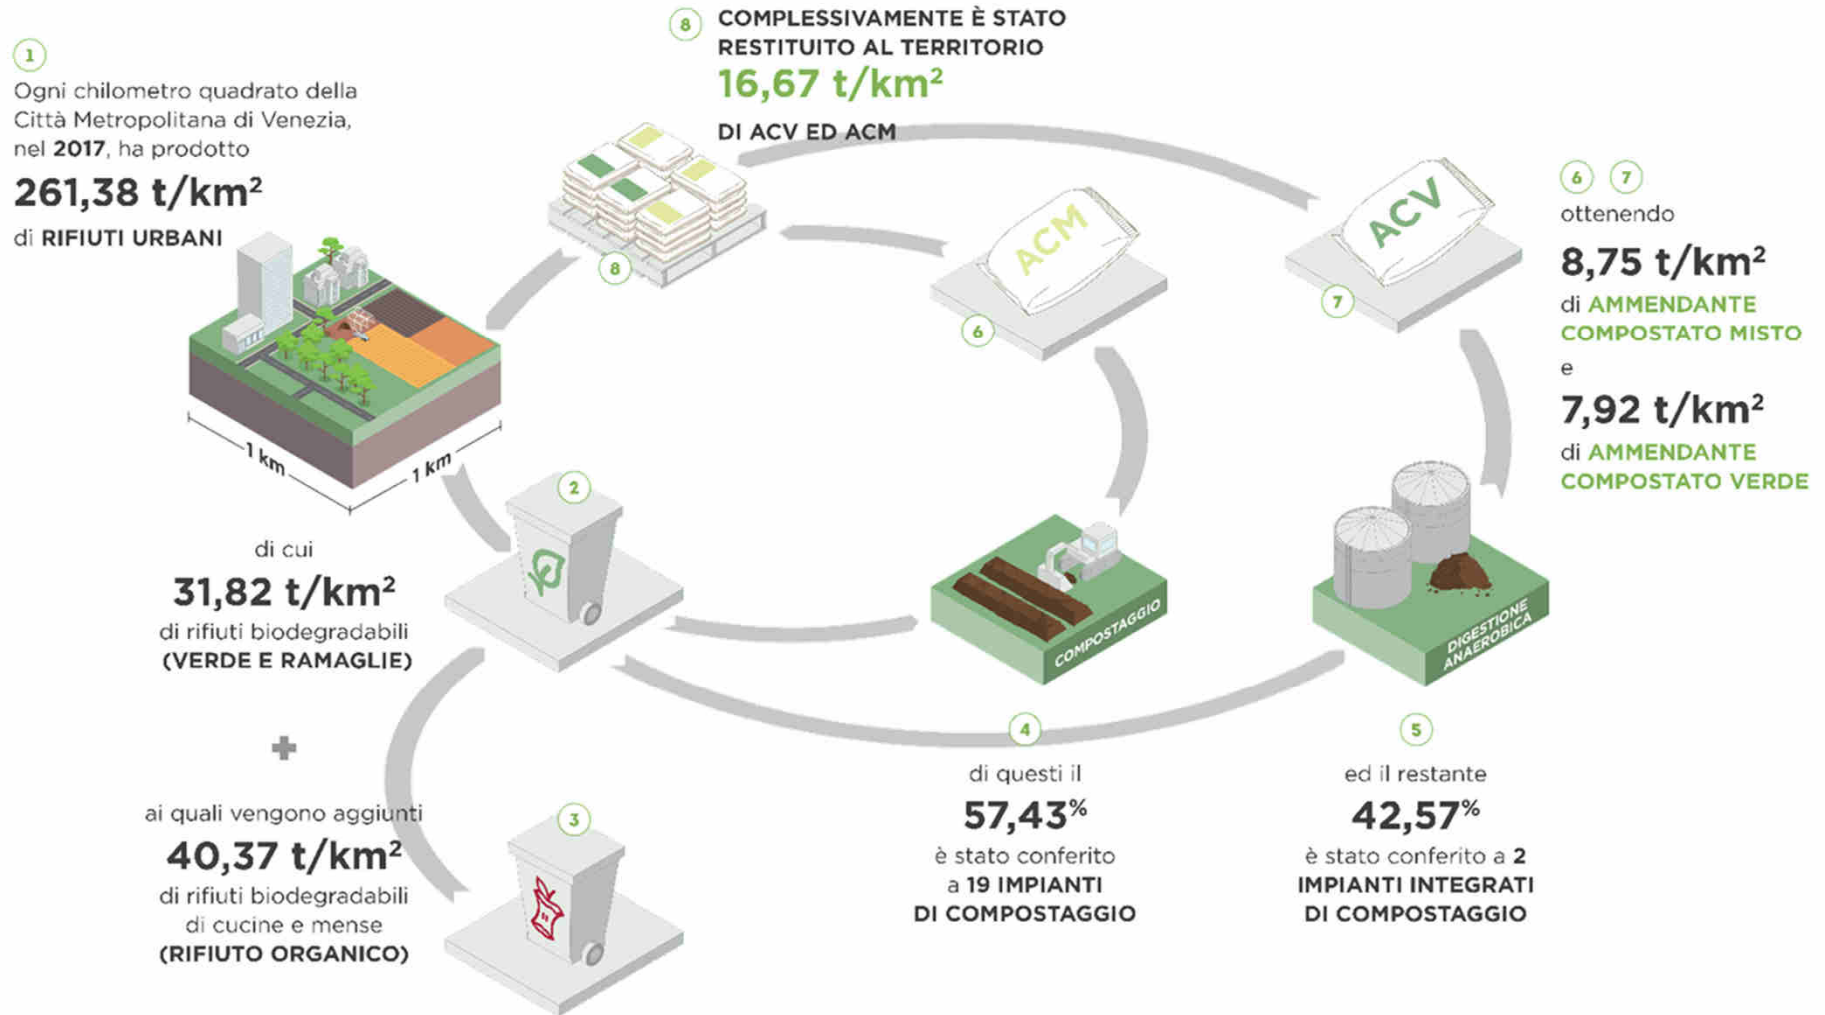 1
Ogni chilometro quadrato della
Città Metropolitana di Venezia,
nel 2017, ha prodotto
261,38 t/km²
di RIFIUTI URBANI
1 km
1 km
2
di cui
31,82 t/km²
di rifiuti biodegradabili
(VERDE E RAMAGLIE)
+
3
ai quali vengono aggiunti
40,37 t/km²
di rifiuti biodegradabili
di cucine e mense
(RIFIUTO ORGANICO)
COMPOSTAGGIO
4
di questi il
57,43%
è stato conferito
a 19 IMPIANTI
DI COMPOSTAGGIO
DIGESTIONE
ANAEROBICA
5
ed il restante
42,57%
è stato conferito a 2
IMPIANTI INTEGRATI
DI COMPOSTAGGIO
ACM
6
ACV
7
6 7
ottenendo
8,75 t/km²
di AMMENDANTE
COMPOSTATO MISTO
e
7,92 t/km²
di AMMENDANTE
COMPOSTATO VERDE
8
8
COMPLESSIVAMENTE È STATO
RESTITUITO AL TERRITORIO
16,67 t/km²
DI ACV ED ACM